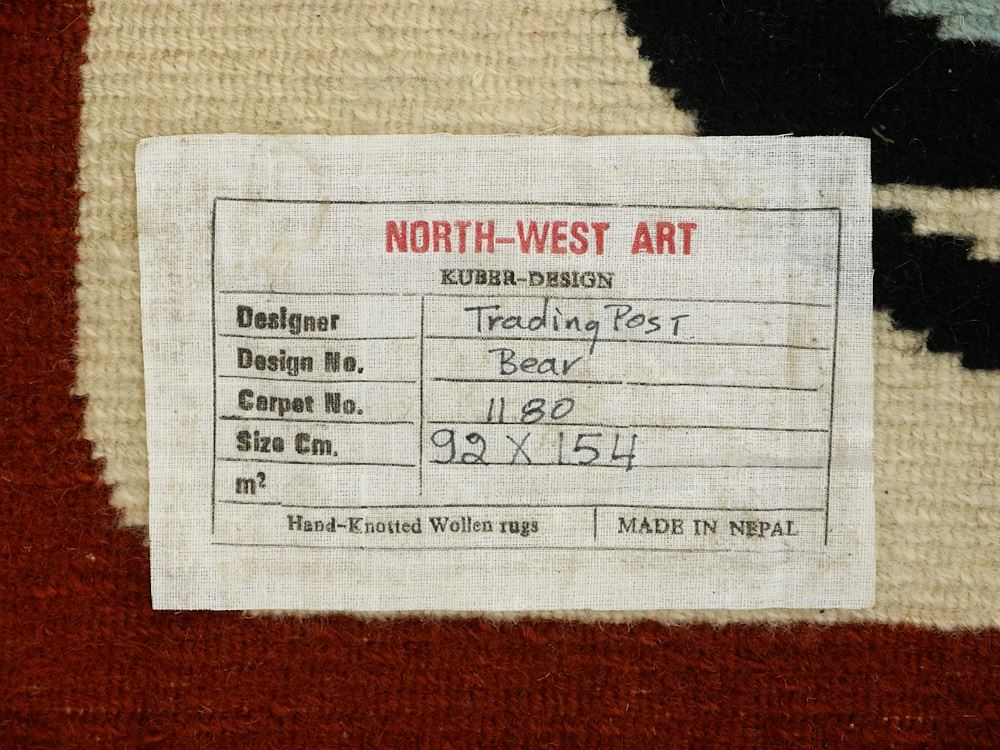 NORTH-WEST ART
KUBER-DESIGN
Designer Trading Post
Design No. Bear
Carpet No. 1180
Size Cm. 92 X 154
m²
Hand-Knotted Wollen rugs MADE IN NEPAL